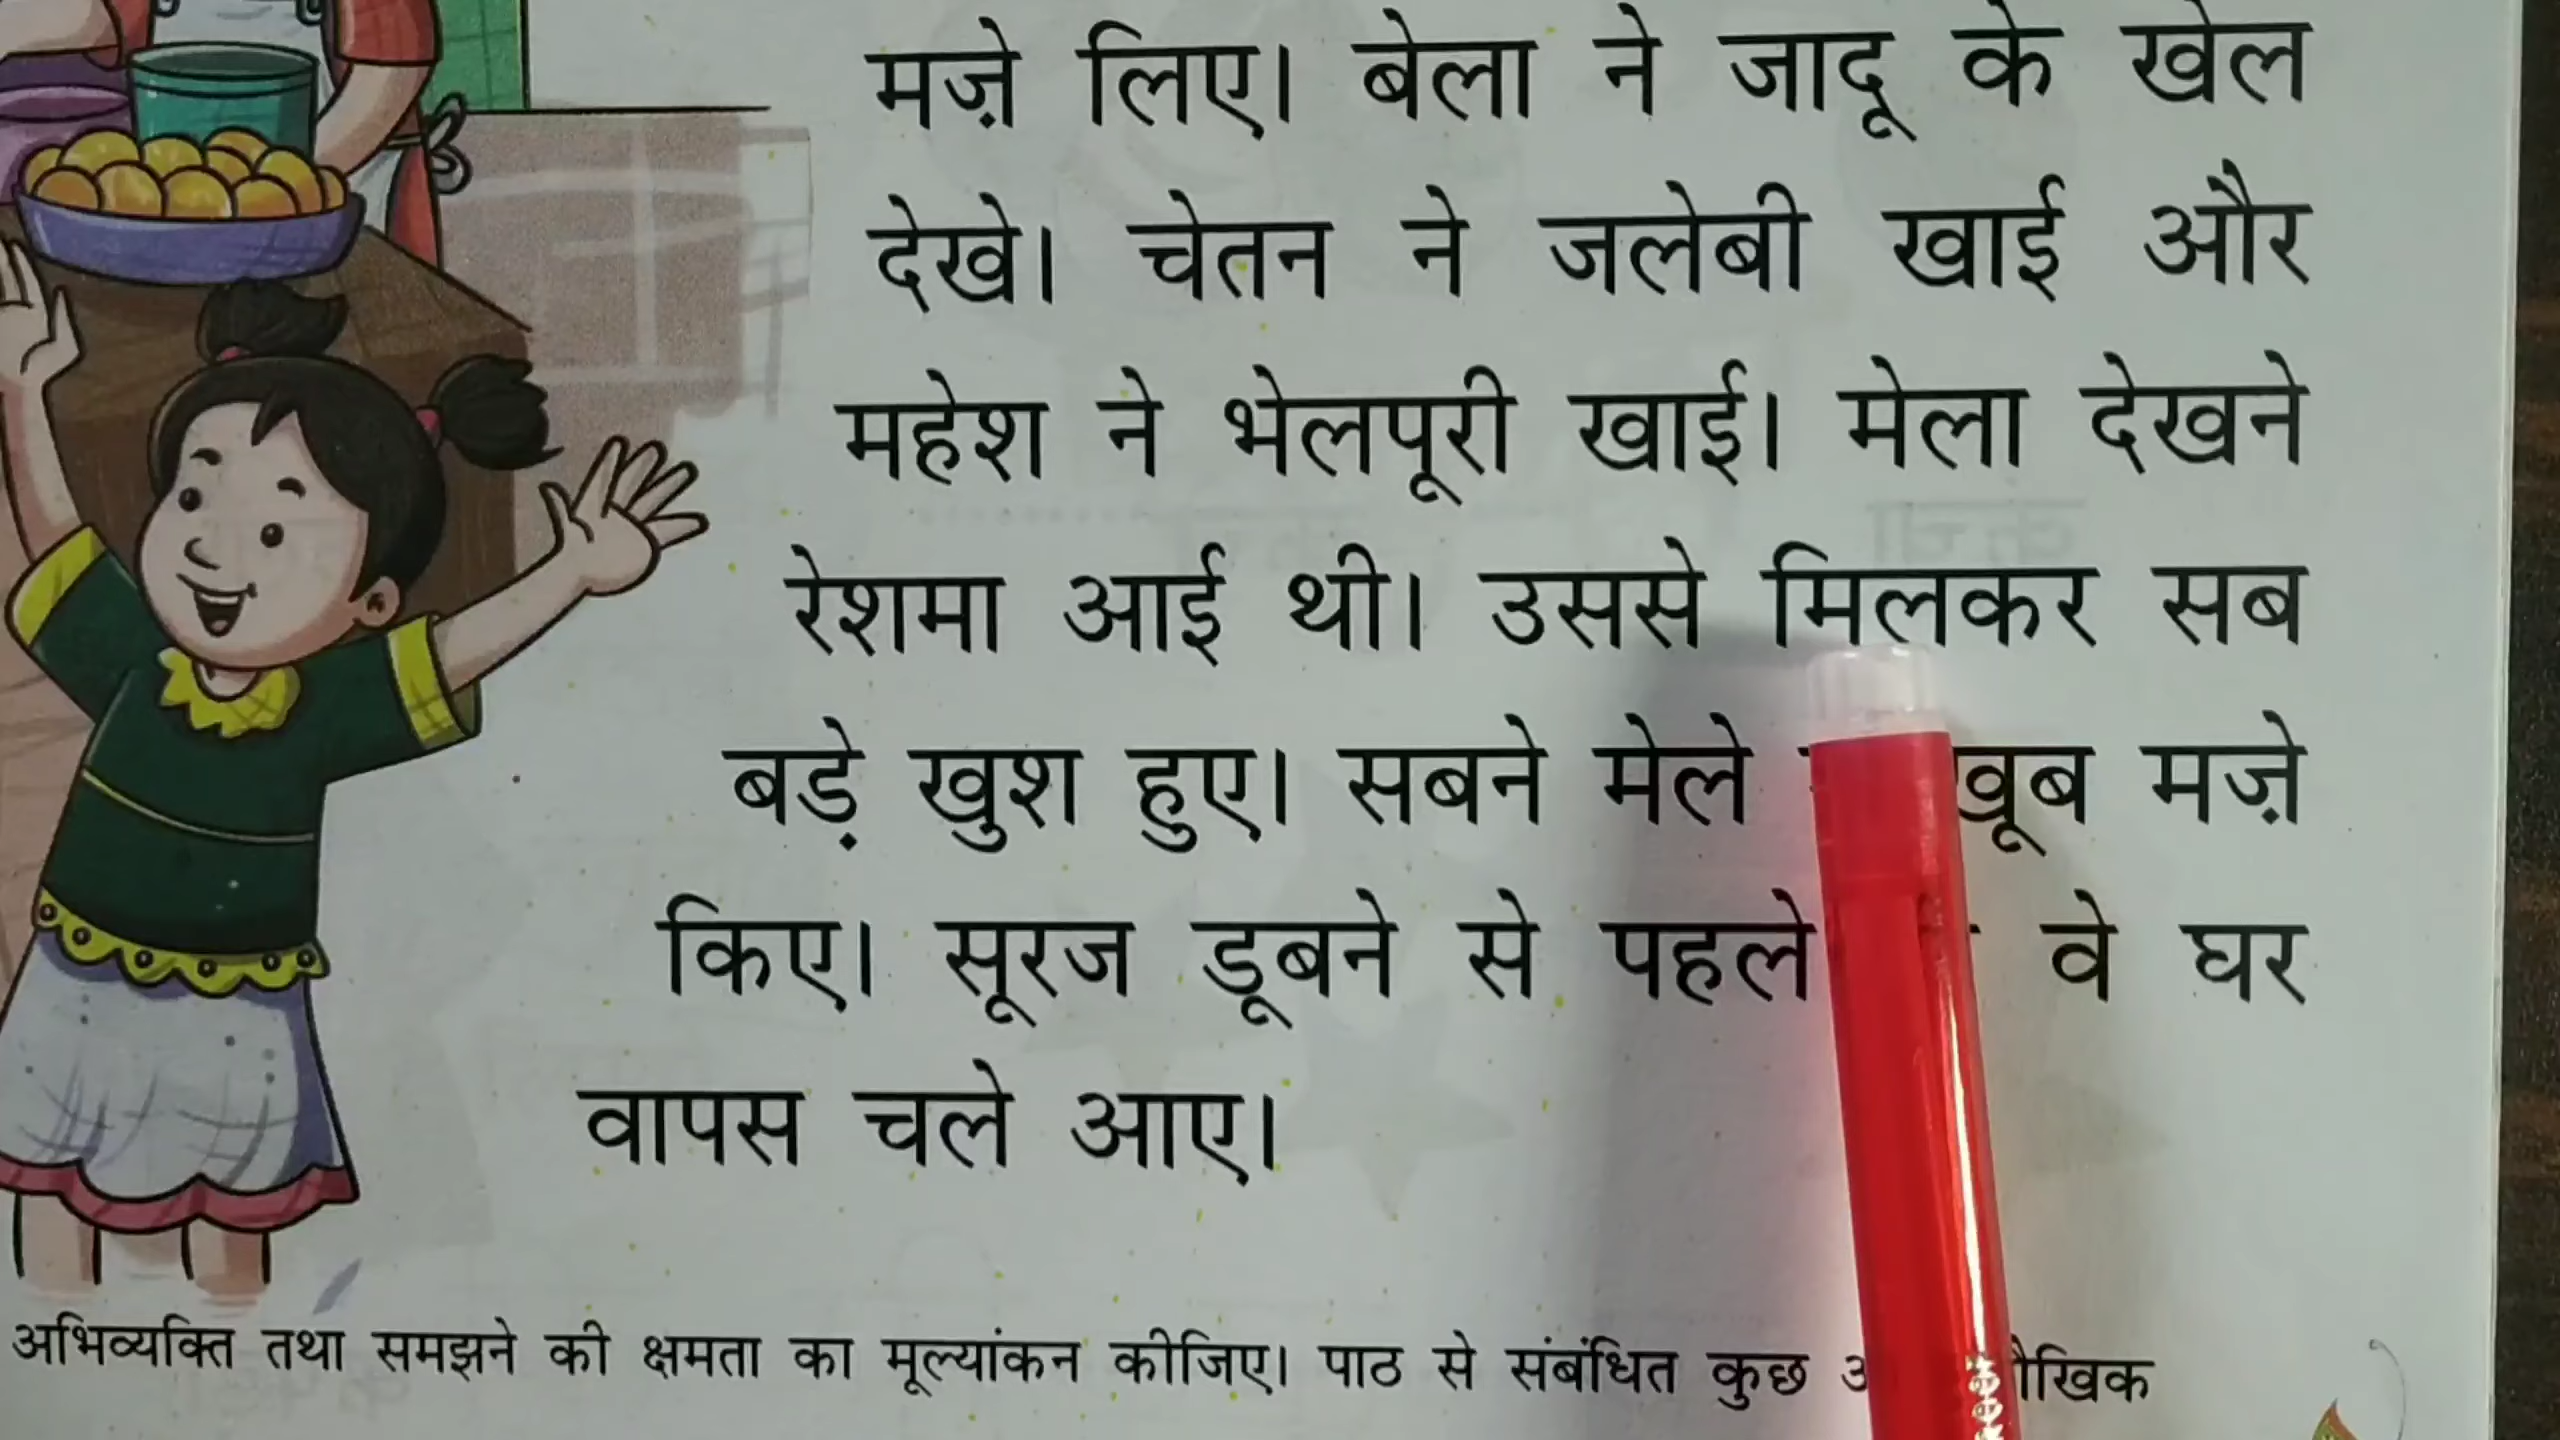 मज़े लिए। बेला ने जादू के खेल
देखे। चेतन ने जलेबी खाई और
महेश ने भेलपूरी खाई। मेला देखने
रेशमा आई थी। उससे मिलकर सब
बड़े खुश हुए। सबने मेले खूब मज़े
किए। सूरज डूबने से पहले वे घर
वापस चले आए।
अभिव्यक्ति तथा समझने की क्षमता का मूल्यांकन कीजिए। पाठ से संबंधित कुछ